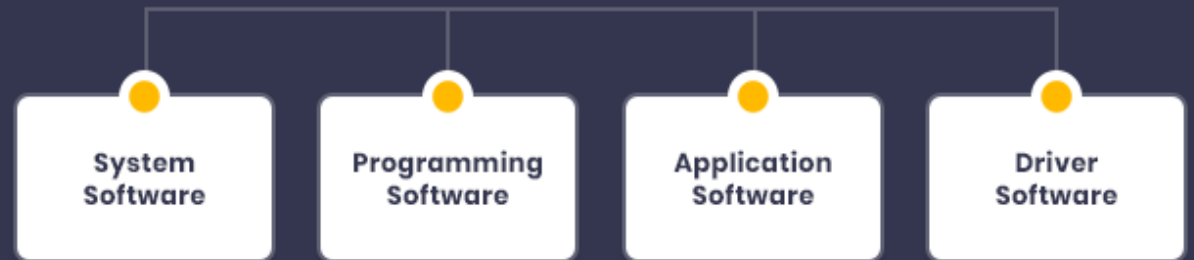 System
Software
Programming
Software
Application
Software
Driver
Software